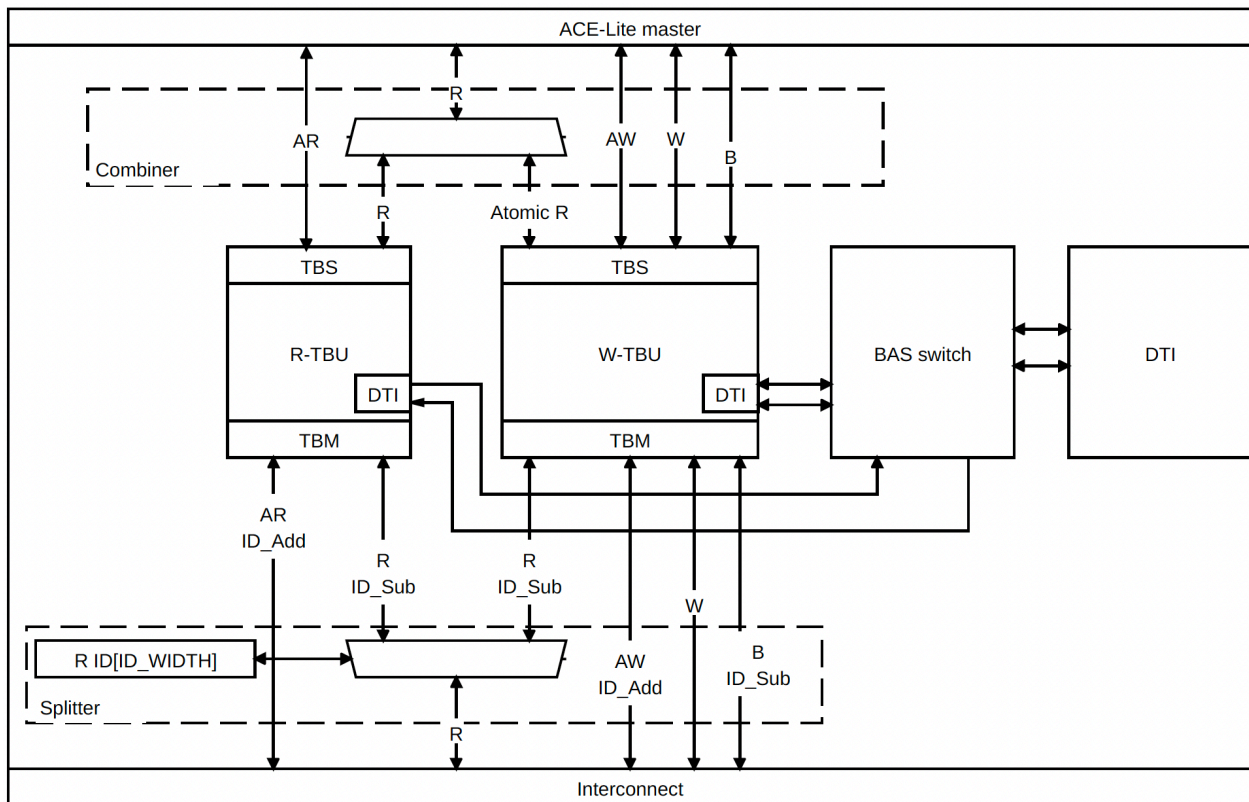 ACE-Lite master
R
AR
AW
W
B
Combiner
R
Atomic R
TBS
TBS
R-TBU
W-TBU
BAS switch
DTI
DTI
DTI
TBM
TBM
AR
ID_Add
R
ID_Sub
R
ID_Sub
W
R ID[ID_WIDTH]
AW
ID_Add
B
ID_Sub
Splitter
R
Interconnect